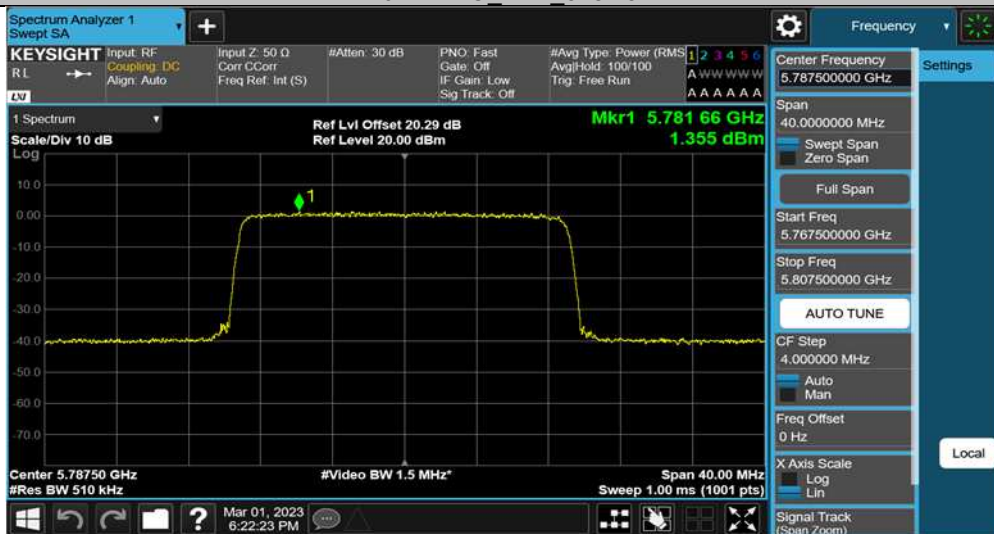 Spectrum Analyzer 1
Swept SA
+
Frequency
KEYSIGHT
RL
LXI
Input: RF
Coupling: DC
Align: Auto
Input Z: 50 Ω
Corr CCorr
Freq Ref: Int (S)
#Atten: 30 dB
PNO: Fast
Gate: Off
IF Gain: Low
Sig Track: Off
#Avg Type: Power (RMS
Avg|Hold: 100/100
Trig: Free Run
1 2 3 4 5 6
A W W W W W
A A A A A A
1 Spectrum
Scale/Div 10 dB
Log
Ref Lvl Offset 20.29 dB
Ref Level 20.00 dBm
Mkr1 5.781 66 GHz
1.355 dBm
1
10.0
0.00
-10.0
-20.0
-30.0
-40.0
-50.0
-60.0
-70.0
Center 5.78750 GHz
#Res BW 510 kHz
#Video BW 1.5 MHz*
Span 40.00 MHz
Sweep 1.00 ms (1001 pts)
?
Mar 01, 2023
6:22:23 PM
Center Frequency
5.787500000 GHz
Span
40.0000000 MHz
Swept Span
Zero Span
Full Span
Start Freq
5.767500000 GHz
Stop Freq
5.807500000 GHz
AUTO TUNE
CF Step
4.000000 MHz
Auto
Man
Freq Offset
0 Hz
X Axis Scale
Log
Lin
Signal Track
(Span Zoom)
Settings
Local